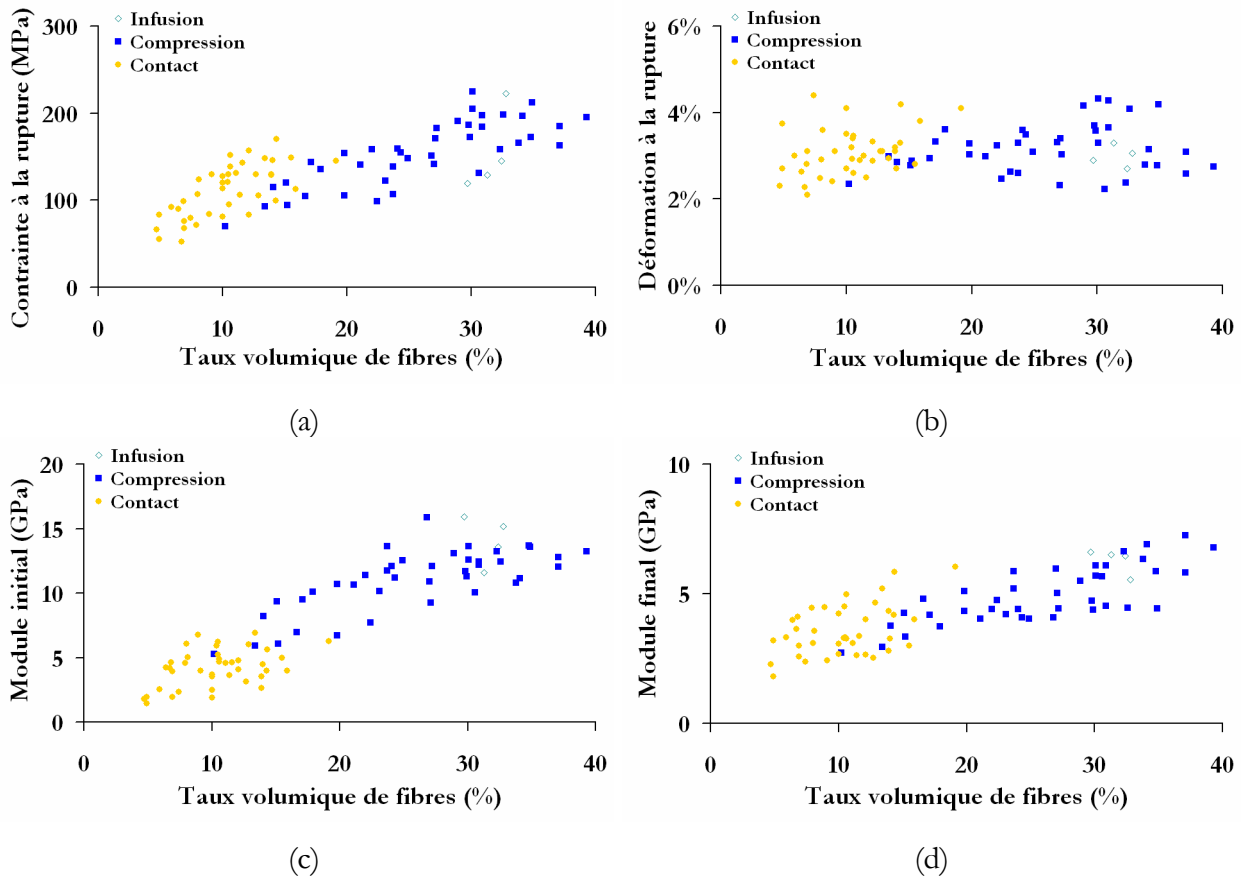 Contrainte à la rupture (MPa)
300
200
100
0
Infusion
Compression
Contact
0 10 20 30 40
Taux volumique de fibres (%)
(a)
Déformation à la rupture
6%
4%
2%
0%
Infusion
Compression
Contact
0 10 20 30 40
Taux volumique de fibres (%)
(b)
Module initial (GPa)
20
15
10
5
0
Infusion
Compression
Contact
0 10 20 30 40
Taux volumique de fibres (%)
(c)
Module final (GPa)
10
5
0
Infusion
Compression
Contact
0 10 20 30 40
Taux volumique de fibres (%)
(d)